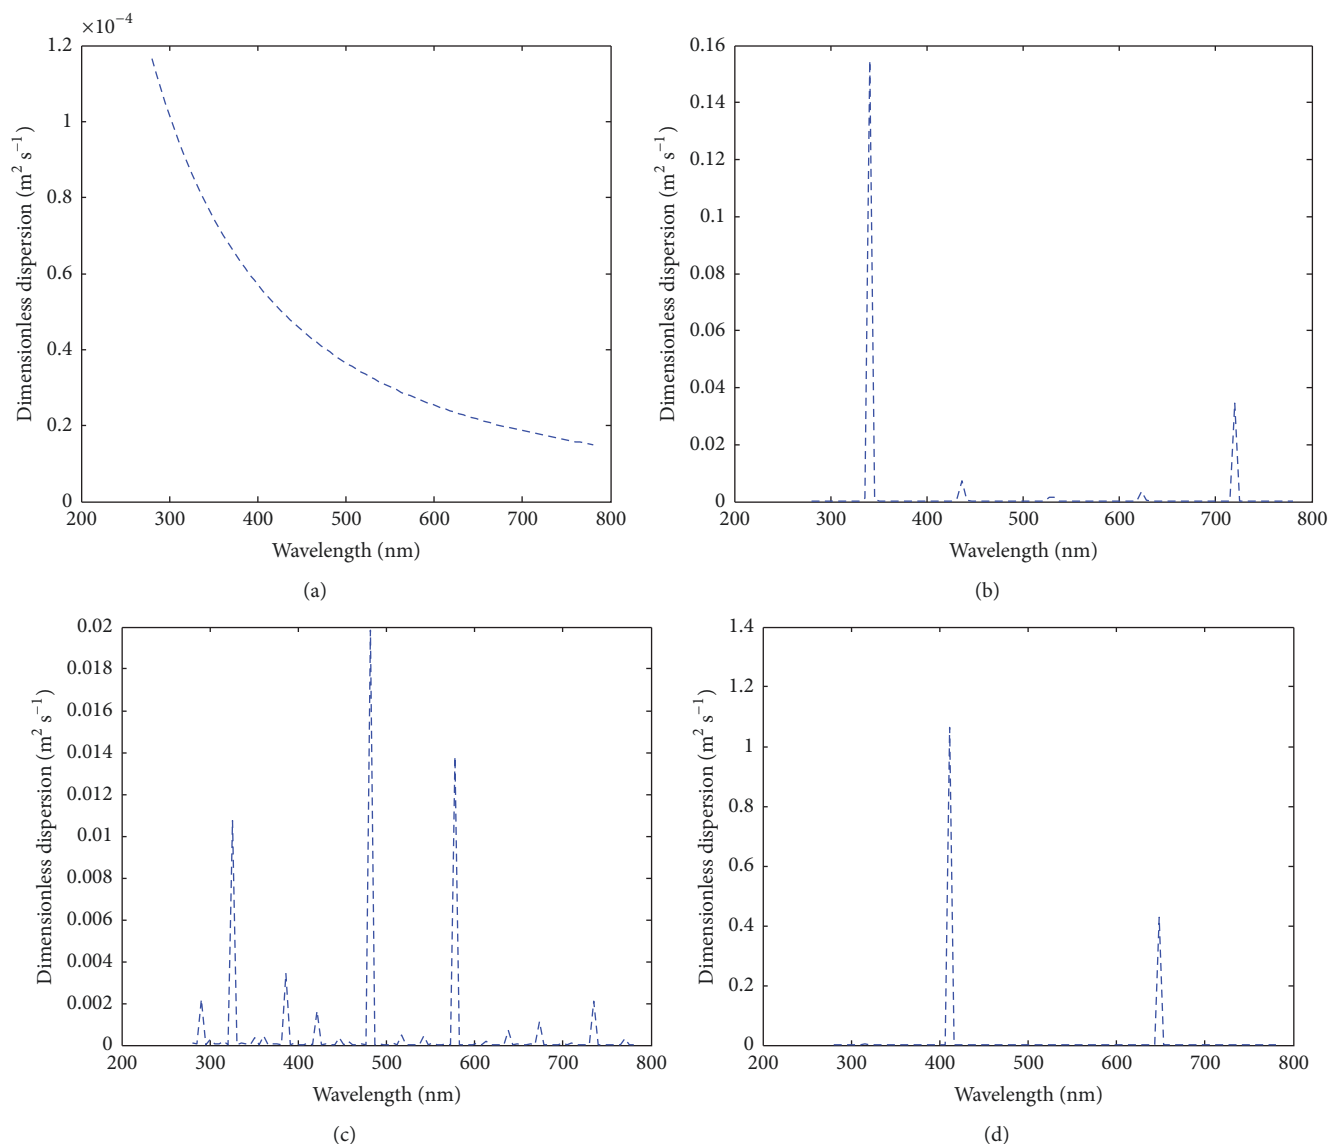 ×10−4
1.2
1
0.8
0.6
0.4
0.2
0
200 300 400 500 600 700 800
Dimensionless dispersion (m2 s−1)
Wavelength (nm)
(a)
0.16
0.14
0.12
0.1
0.08
0.06
0.04
0.02
0
200 300 400 500 600 700 800
Dimensionless dispersion (m2 s−1)
Wavelength (nm)
(b)
0.02
0.018
0.016
0.014
0.012
0.01
0.008
0.006
0.004
0.002
0
200 300 400 500 600 700 800
Dimensionless dispersion (m2 s−1)
Wavelength (nm)
(c)
1.4
1.2
1
0.8
0.6
0.4
0.2
0
200 300 400 500 600 700 800
Dimensionless dispersion (m2 s−1)
Wavelength (nm)
(d)